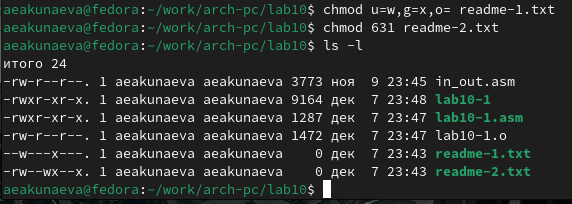 aeakunaeva@fedora:~/work/arch-pc/lab10$ chmod u=w,g=x,o= readme-1.txt
aeakunaeva@fedora:~/work/arch-pc/lab10$ chmod 631 readme-2.txt
aeakunaeva@fedora:~/work/arch-pc/lab10$ ls -l
итого 24
-rw-r--r--. 1 aeakunaeva aeakunaeva 3773 ноя  9 23:45 in_out.asm
-rwxr-xr-x. 1 aeakunaeva aeakunaeva 9164 дек  7 23:48 lab10-1
-rwxr-xr-x. 1 aeakunaeva aeakunaeva 1287 дек  7 23:47 lab10-1.asm
-rw-r--r--. 1 aeakunaeva aeakunaeva 1472 дек  7 23:47 lab10-1.o
--w---x---. 1 aeakunaeva aeakunaeva    0 дек  7 23:43 readme-1.txt
-rw--wx--x. 1 aeakunaeva aeakunaeva    0 дек  7 23:43 readme-2.txt
aeakunaeva@fedora:~/work/arch-pc/lab10$